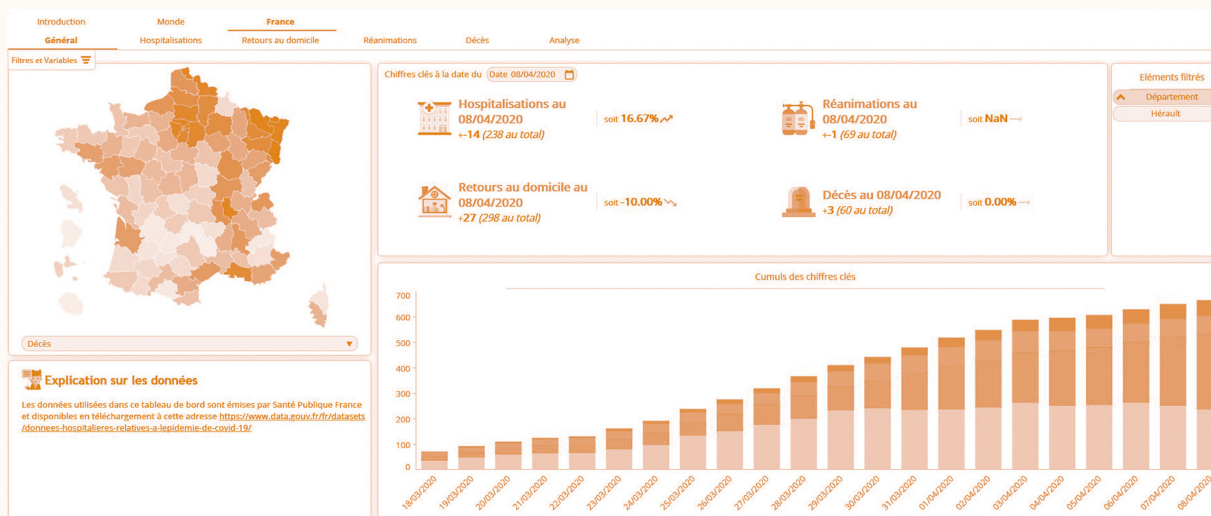 Introduction Monde France
Général Hospitalisations Retours au domicile Réanimations Décès Analyse
Filtres et Variables
Décès
Explication sur les données
Les données utilisées dans ce tableau de bord sont émises par Santé Publique France
et disponibles en téléchargement à cette adresse https://www.data.gouv.fr/fr/datasets
/donnees-hospitalieres-relatives-a-lepidemie-de-covid-19/
Chiffres clés à la date du Date 08/04/2020
Hospitalisations au
08/04/2020
+-14 (238 au total)
soit 16.67%
Réanimations au
08/04/2020
+-1 (69 au total)
soit NaN
Retours au domicile au
08/04/2020
+27 (298 au total)
soit -10.00%
Décès au 08/04/2020
+3 (60 au total)
soit 0.00%
Eléments filtrés
Département
Hérault
Cumuls des chiffres clés
700
600
500
400
300
200
100
0
18/03/2020 19/03/2020 20/03/2020 21/03/2020 22/03/2020 23/03/2020 24/03/2020 25/03/2020 26/03/2020 27/03/2020 28/03/2020 29/03/2020 30/03/2020 31/03/2020 01/04/2020 02/04/2020 03/04/2020 04/04/2020 05/04/2020 06/04/2020 07/04/2020 08/04/2020